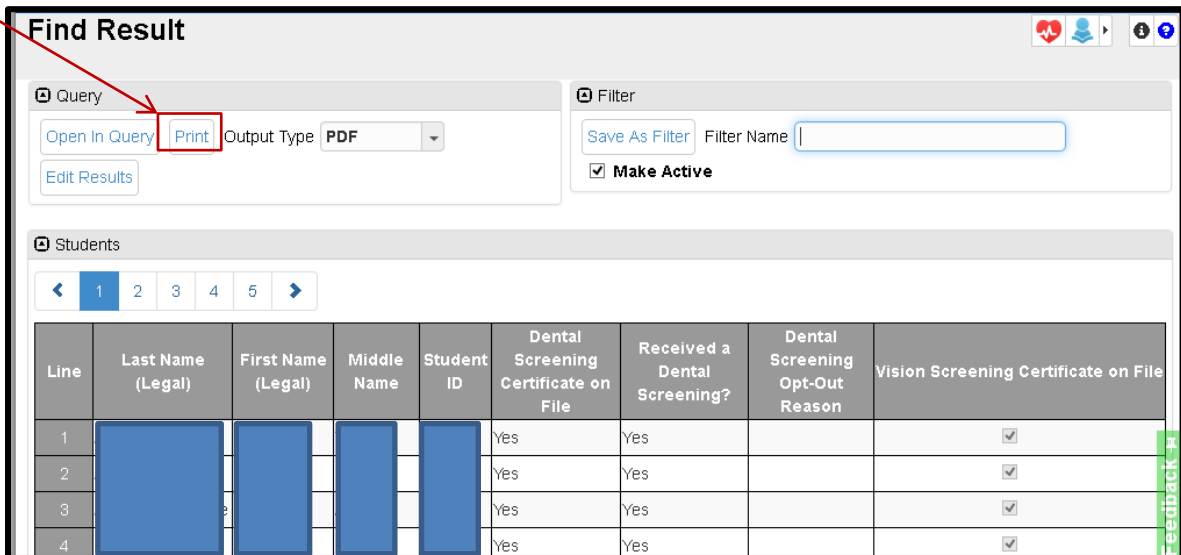 Find Result
Query
Open In Query Print Output Type PDF
Edit Results
Filter
Save As Filter Filter Name
Make Active
Students
1 2 3 4 5
Line Last Name (Legal) First Name (Legal) Middle Name Student ID Dental Screening Certificate on File Received a Dental Screening? Dental Screening Opt-Out Reason Vision Screening Certificate on File
1 Yes Yes
2 Yes Yes
3 e Yes Yes
4 Yes Yes
Feedback